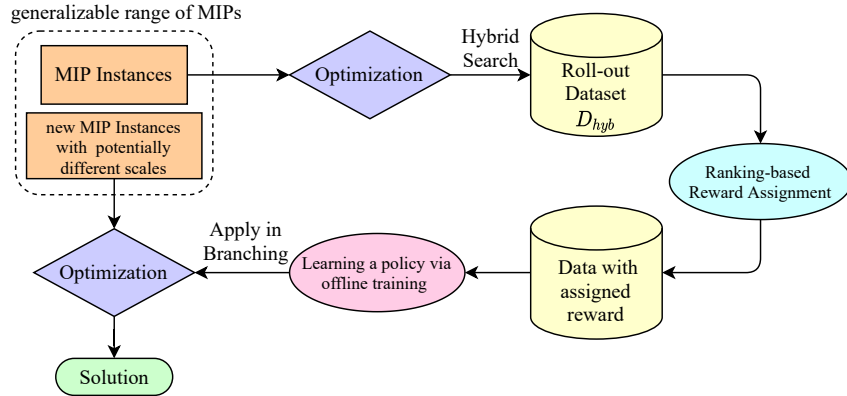 generalizable range of MIPs
MIP Instances
new MIP Instances
with potentially
different scales
Optimization
Hybrid
Search
Roll-out
Dataset
D_hyb
Ranking-based
Reward Assignment
Data with
assigned
reward
Learning a policy via
offline training
Apply in
Branching
Optimization
Solution